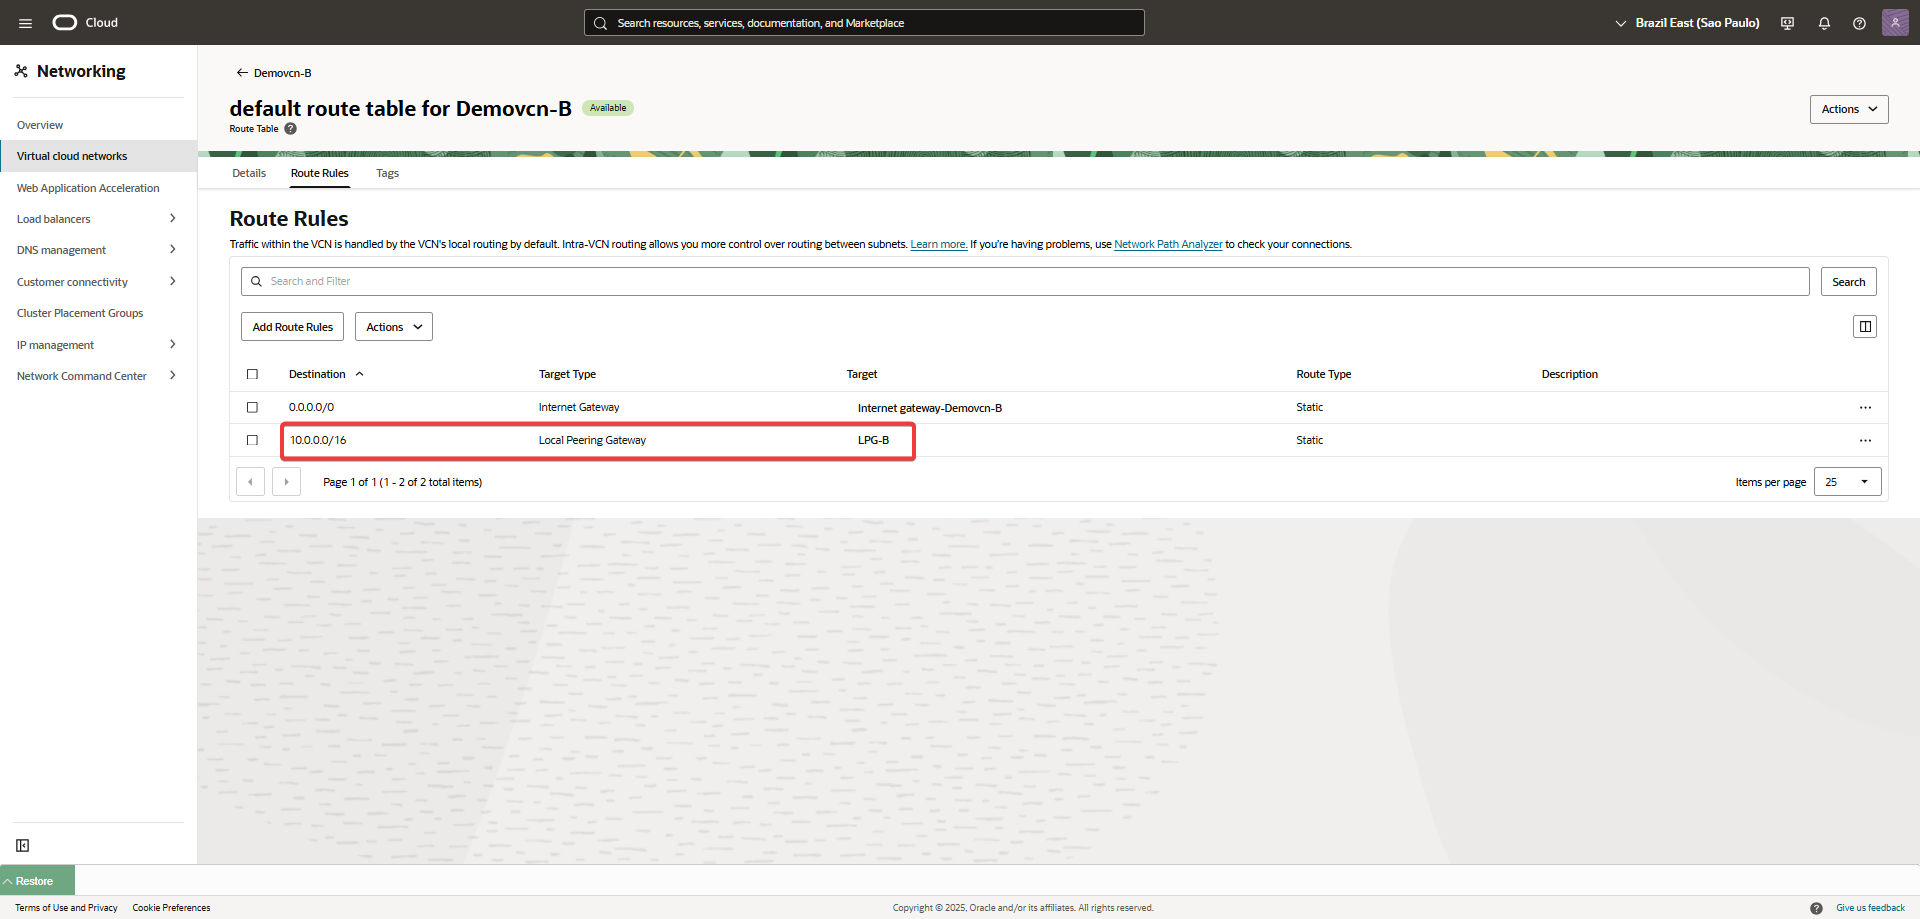 Cloud
Search resources, services, documentation, and Marketplace
Brazil East (Sao Paulo)
Networking
Overview
Virtual cloud networks
Web Application Acceleration
Load balancers
DNS management
Customer connectivity
Cluster Placement Groups
IP management
Network Command Center
Demovcn-B
default route table for Demovcn-B Available
Route Table ?
Actions
Details Route Rules Tags
Route Rules
Traffic within the VCN is handled by the VCN's local routing by default. Intra-VCN routing allows you more control over routing between subnets. Learn more. If you're having problems, use Network Path Analyzer to check your connections.
Search and Filter
Search
Add Route Rules Actions
Destination Target Type Target Route Type Description
0.0.0.0/0 Internet Gateway Internet gateway-Demovcn-B Static
10.0.0.0/16 Local Peering Gateway LPG-B Static
Page 1 of 1 (1 - 2 of 2 total items)
Items per page 25
Restore
Terms of Use and Privacy Cookie Preferences
Copyright © 2025, Oracle and/or its affiliates. All rights reserved.
? Give us feedback